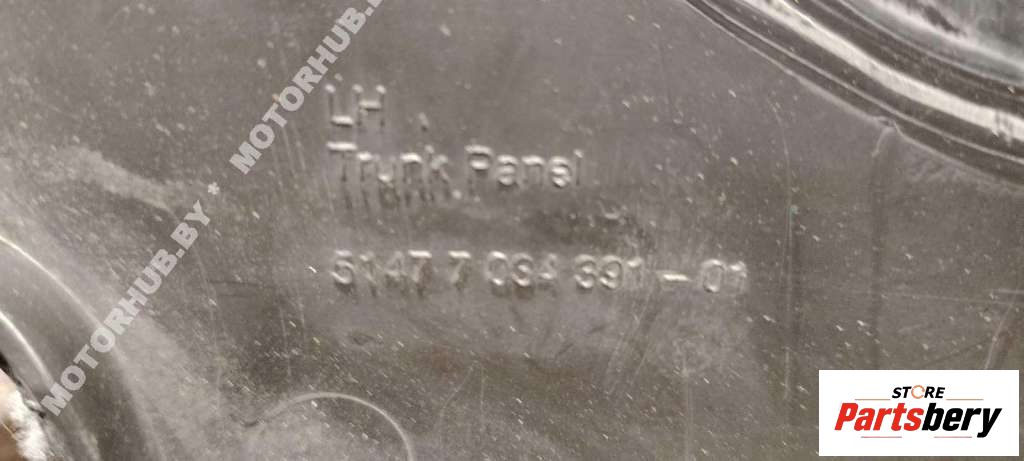 MOTORHUB.BY * MOTORHUB.BY
LH
Trunk Panel
5147 7 034 391-01
STORE
Partsbery